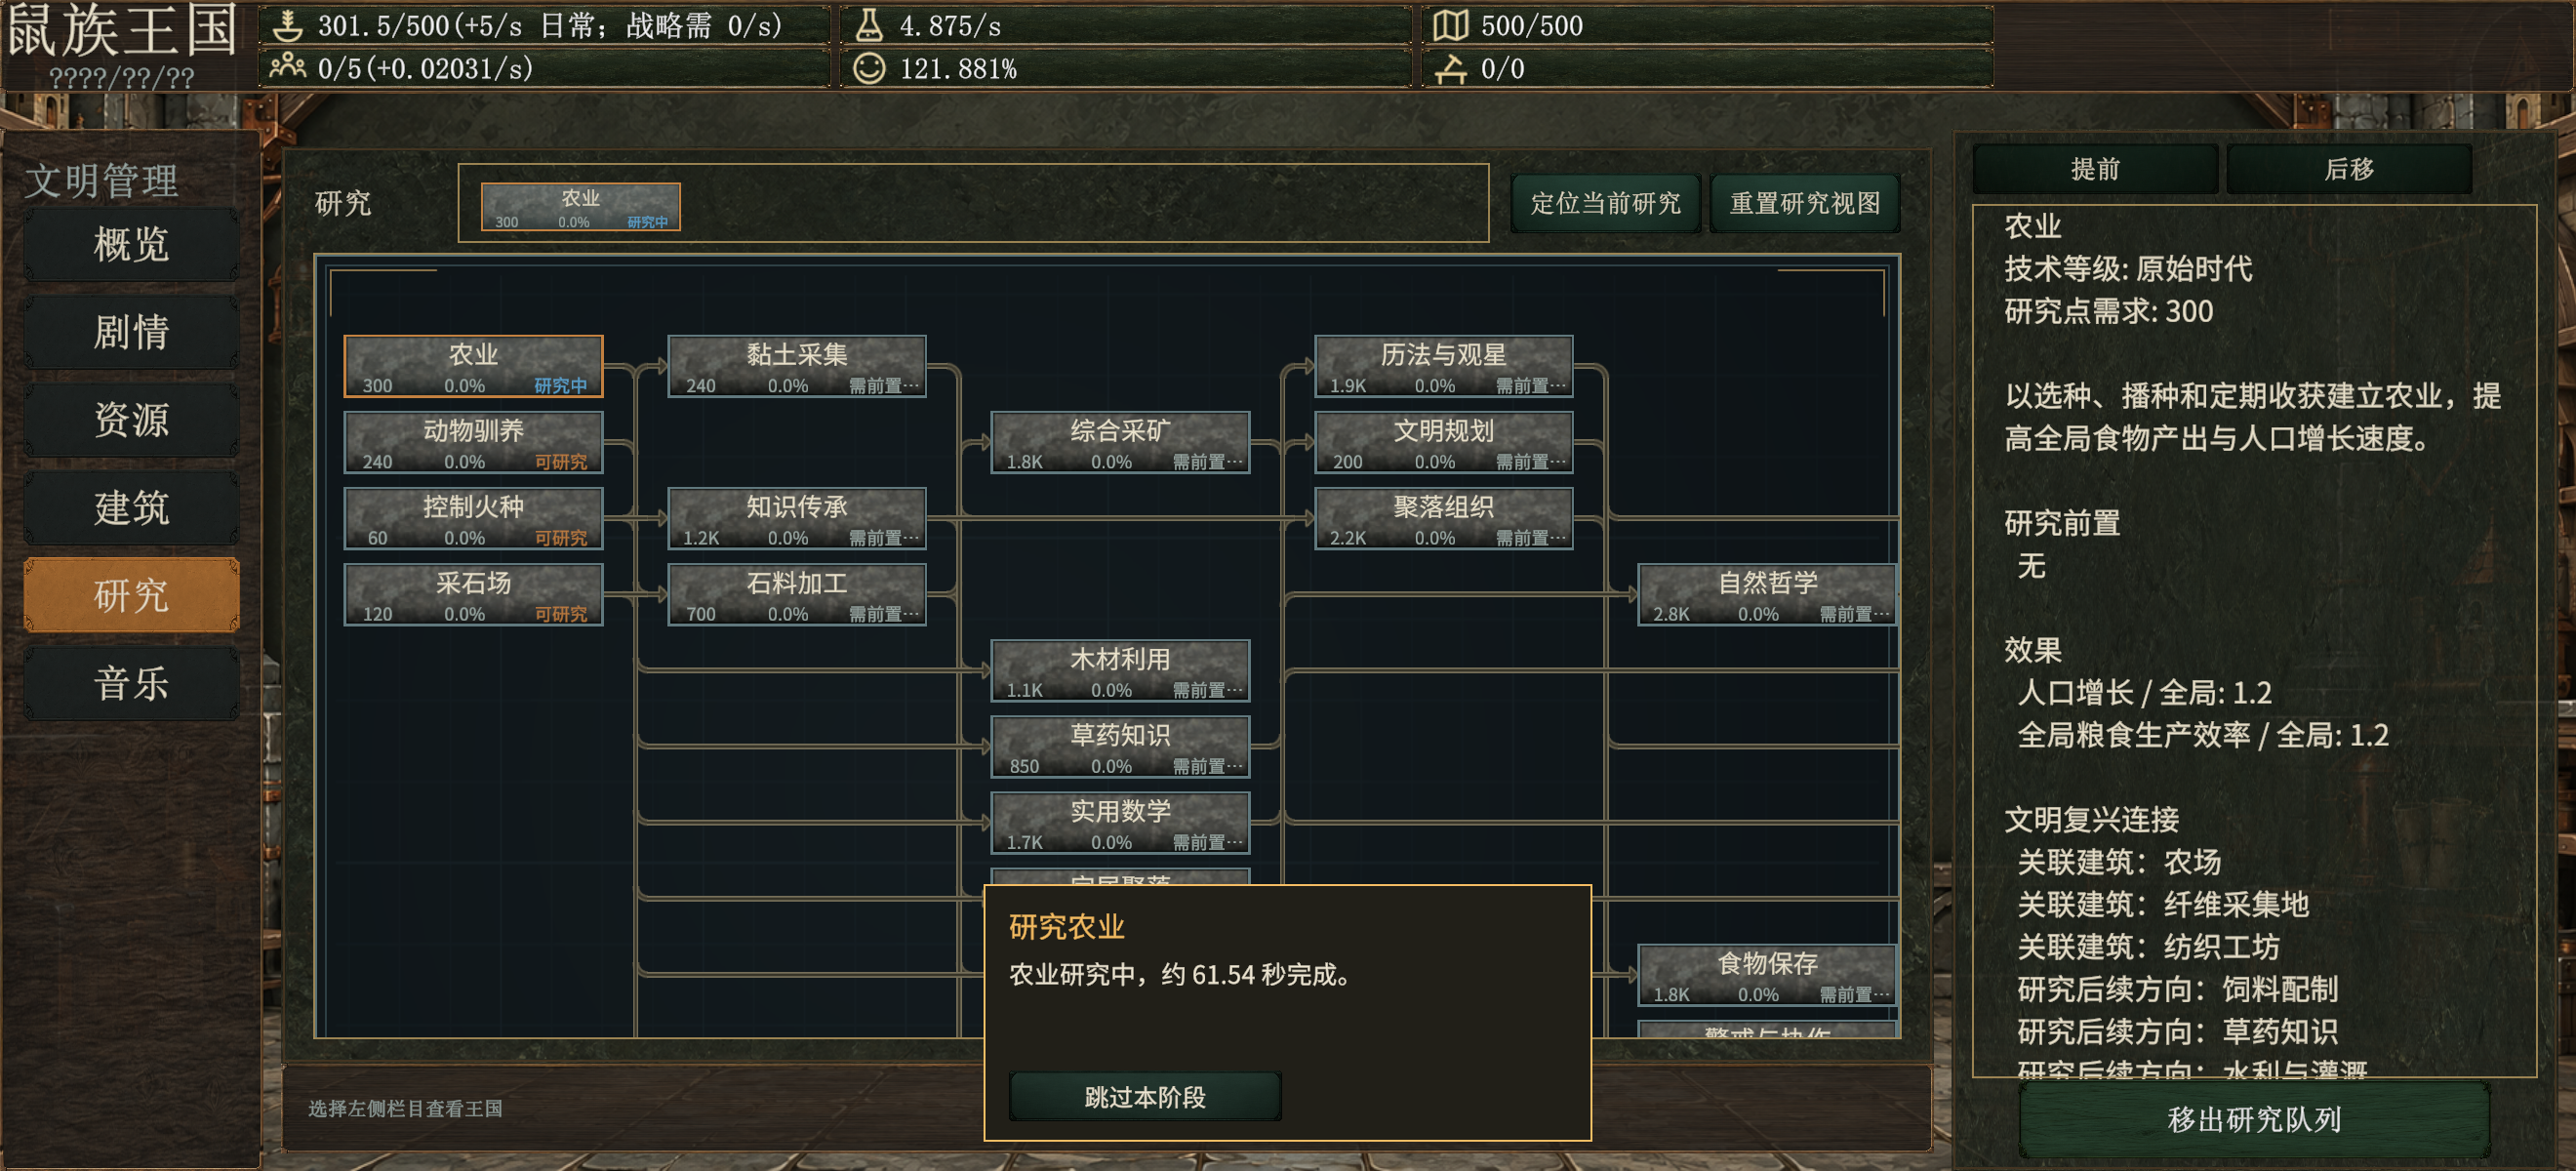 鼠族王国
????/??/??
301.5/500(+5/s 日常; 战略需 0/s)
4.875/s
500/500
0/5(+0.02031/s)
121.881%
0/0
文明管理
概览
剧情
资源
建筑
研究
音乐
研究
农业
300 0.0% 研究中
定位当前研究
重置研究视图
农业
300 0.0% 研究中
黏土采集
240 0.0% 需前置…
历法与观星
1.9K 0.0% 需前置…
动物驯养
240 0.0% 可研究
综合采矿
1.8K 0.0% 需前置…
文明规划
200 0.0% 需前置…
控制火种
60 0.0% 可研究
知识传承
1.2K 0.0% 需前置…
聚落组织
2.2K 0.0% 需前置…
采石场
120 0.0% 可研究
石料加工
700 0.0% 需前置…
自然哲学
2.8K 0.0% 需前置…
木材利用
1.1K 0.0% 需前置…
草药知识
850 0.0% 需前置…
实用数学
1.7K 0.0% 需前置…
食物保存
1.8K 0.0% 需前置…
研究农业
农业研究中，约 61.54 秒完成。
跳过本阶段
选择左侧栏目查看王国
提前
后移
农业
技术等级: 原始时代
研究点需求: 300
以选种、播种和定期收获建立农业，提
高全局食物产出与人口增长速度。
研究前置
无
效果
人口增长 / 全局: 1.2
全局粮食生产效率 / 全局: 1.2
文明复兴连接
关联建筑：农场
关联建筑：纤维采集地
关联建筑：纺织工坊
研究后续方向：饲料配制
研究后续方向：草药知识
研究后续方向：水利与灌溉
移出研究队列